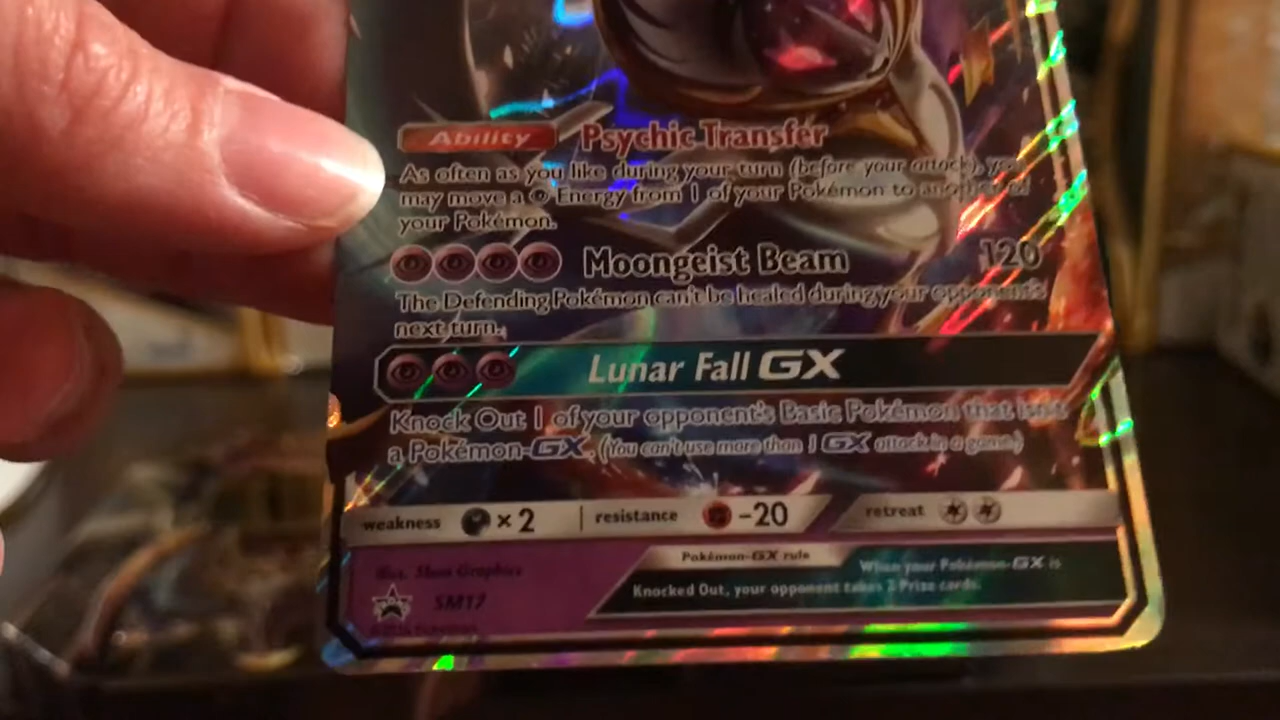 Ability Psychic Transfer
As often as you like during your turn (before your attack), you
may move a Energy from 1 of your Pokémon to another of
your Pokémon.
Moongeist Beam 120
The Defending Pokémon can't be healed during your opponent's
next turn.
Lunar Fall GX
Knock Out 1 of your opponent's Basic Pokémon that isn't
a Pokémon-GX. (You can't use more than 1 GX attack in a game.)
weakness ×2 resistance -20 retreat
Pokémon-GX rule When your Pokémon-GX is
Knocked Out, your opponent takes 2 Prize cards.
Illus. 5ban Graphics
SM17